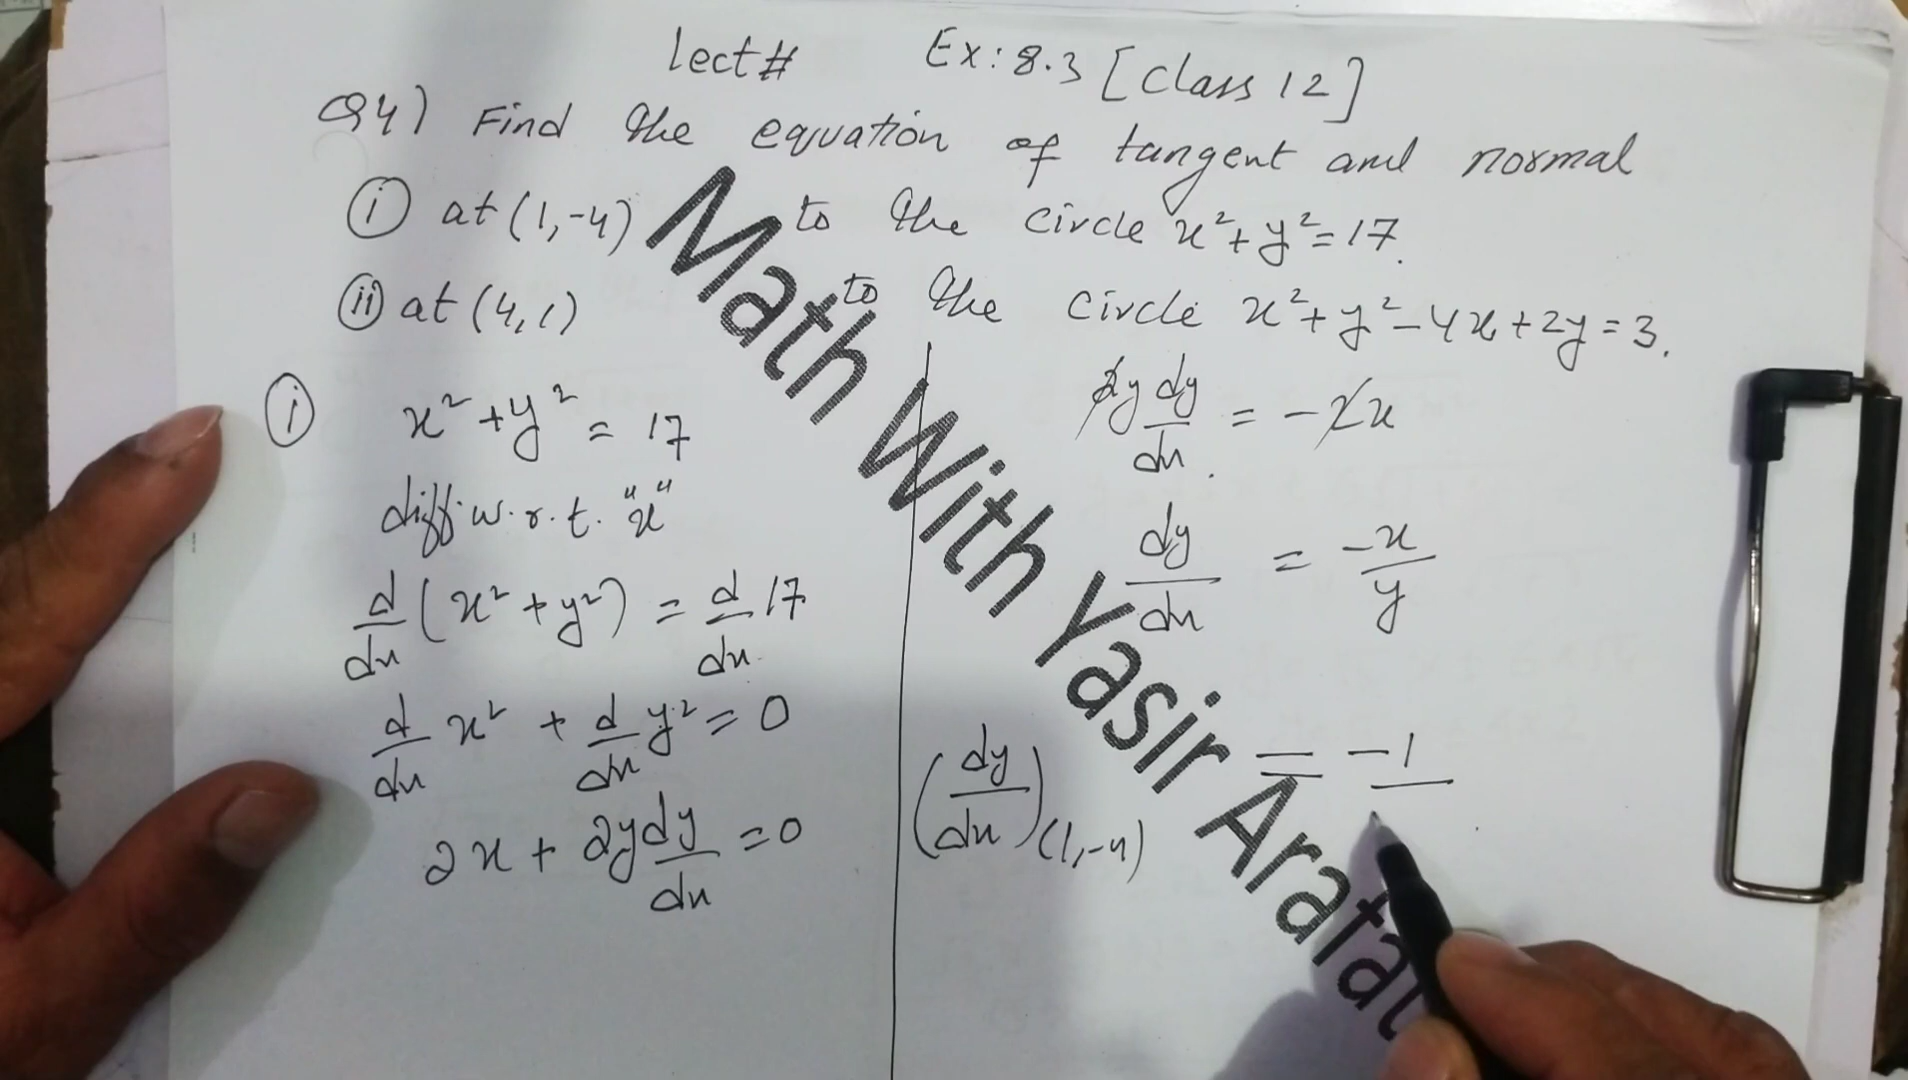 Lect# Ex: 8.3 [Class 12]
Q4) Find the equation of tangent and normal
(i) at (1,-4) to the circle x²+y²=17.
(ii) at (4,1) to the circle x²+y²-4x+2y=3.
(i) x²+y²=17
diff. w.r.t. "x"
d/dx (x²+y²) = d/dx 17
d/dx x² + d/dx y² = 0
2x + 2y dy/dx = 0
2y dy/dx = -2x
dy/dx = -x/y
(dy/dx)(1,-4) = -1/
Math With Yasir Arafat